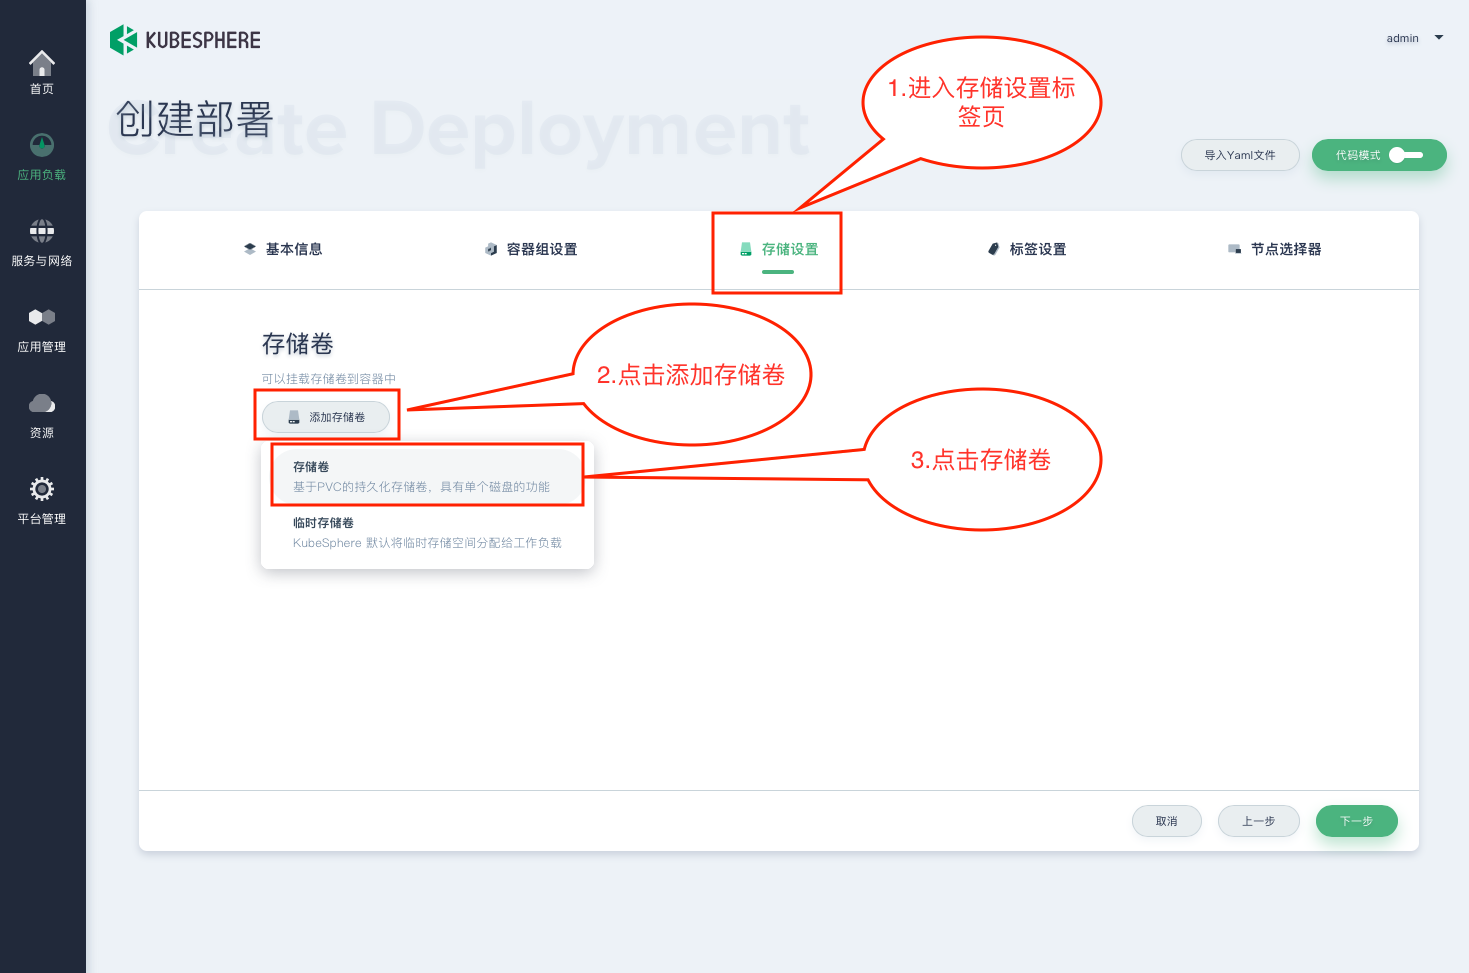 首页
应用负载
服务与网络
应用管理
资源
平台管理
KUBESPHERE
admin
Create Deployment
创建部署
导入Yaml文件
代码模式
1.进入存储设置标
签页
基本信息
容器组设置
存储设置
标签设置
节点选择器
存储卷
可以挂载存储卷到容器中
添加存储卷
2.点击添加存储卷
存储卷
基于PVC的持久化存储卷，具有单个磁盘的功能
临时存储卷
KubeSphere 默认将临时存储空间分配给工作负载
3.点击存储卷
取消
上一步
下一步